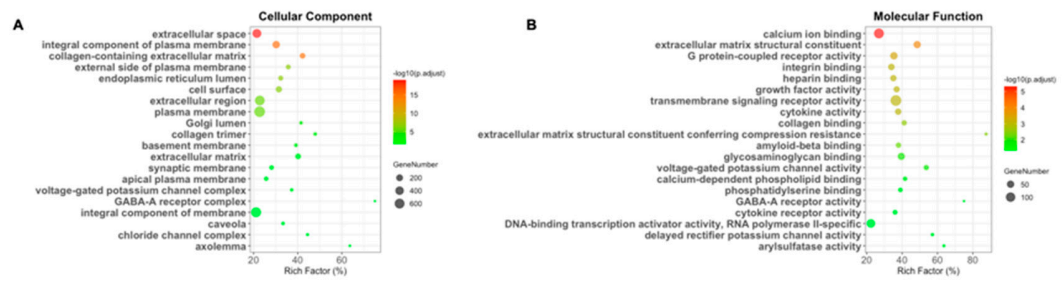 A
Cellular Component
extracellular space
integral component of plasma membrane
collagen-containing extracellular matrix
external side of plasma membrane
endoplasmic reticulum lumen
cell surface
extracellular region
plasma membrane
Golgi lumen
collagen trimer
basement membrane
extracellular matrix
synaptic membrane
apical plasma membrane
voltage-gated potassium channel complex
GABA-A receptor complex
integral component of membrane
caveola
chloride channel complex
axolemma
20 40 60
Rich Factor (%)
-log10(p.adjust)
15
10
5
GeneNumber
200
400
600
B
Molecular Function
calcium ion binding
extracellular matrix structural constituent
G protein-coupled receptor activity
integrin binding
heparin binding
growth factor activity
transmembrane signaling receptor activity
cytokine activity
collagen binding
extracellular matrix structural constituent conferring compression resistance
amyloid-beta binding
glycosaminoglycan binding
voltage-gated potassium channel activity
calcium-dependent phospholipid binding
phosphatidylserine binding
GABA-A receptor activity
cytokine receptor activity
DNA-binding transcription activator activity, RNA polymerase II-specific
delayed rectifier potassium channel activity
arylsulfatase activity
20 40 60 80
Rich Factor (%)
-log10(p.adjust)
5
4
3
2
GeneNumber
50
100